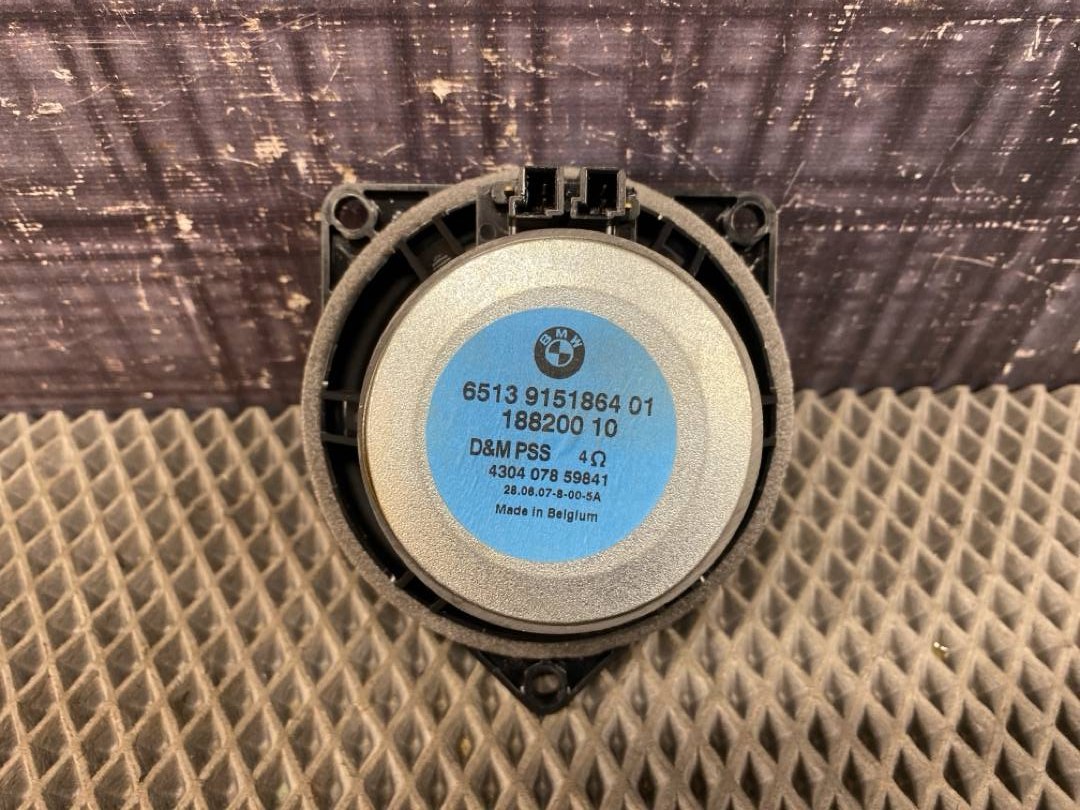 BMW
6513 9151864 01
188200 10
D&M PSS 4Ω
4304 078 59841
28.06.07-8-00-5A
Made in Belgium